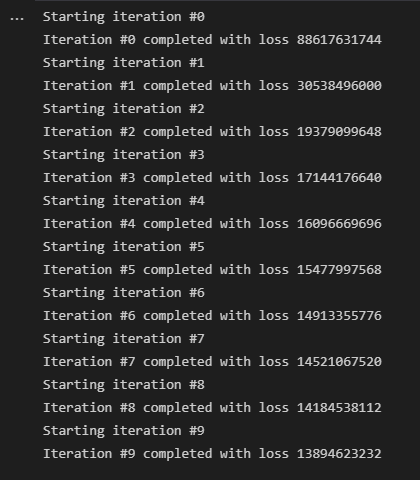 ... Starting iteration #0
Iteration #0 completed with loss 88617631744
Starting iteration #1
Iteration #1 completed with loss 30538496000
Starting iteration #2
Iteration #2 completed with loss 19379099648
Starting iteration #3
Iteration #3 completed with loss 17144176640
Starting iteration #4
Iteration #4 completed with loss 16096669696
Starting iteration #5
Iteration #5 completed with loss 15477997568
Starting iteration #6
Iteration #6 completed with loss 14913355776
Starting iteration #7
Iteration #7 completed with loss 14521067520
Starting iteration #8
Iteration #8 completed with loss 14184538112
Starting iteration #9
Iteration #9 completed with loss 13894623232